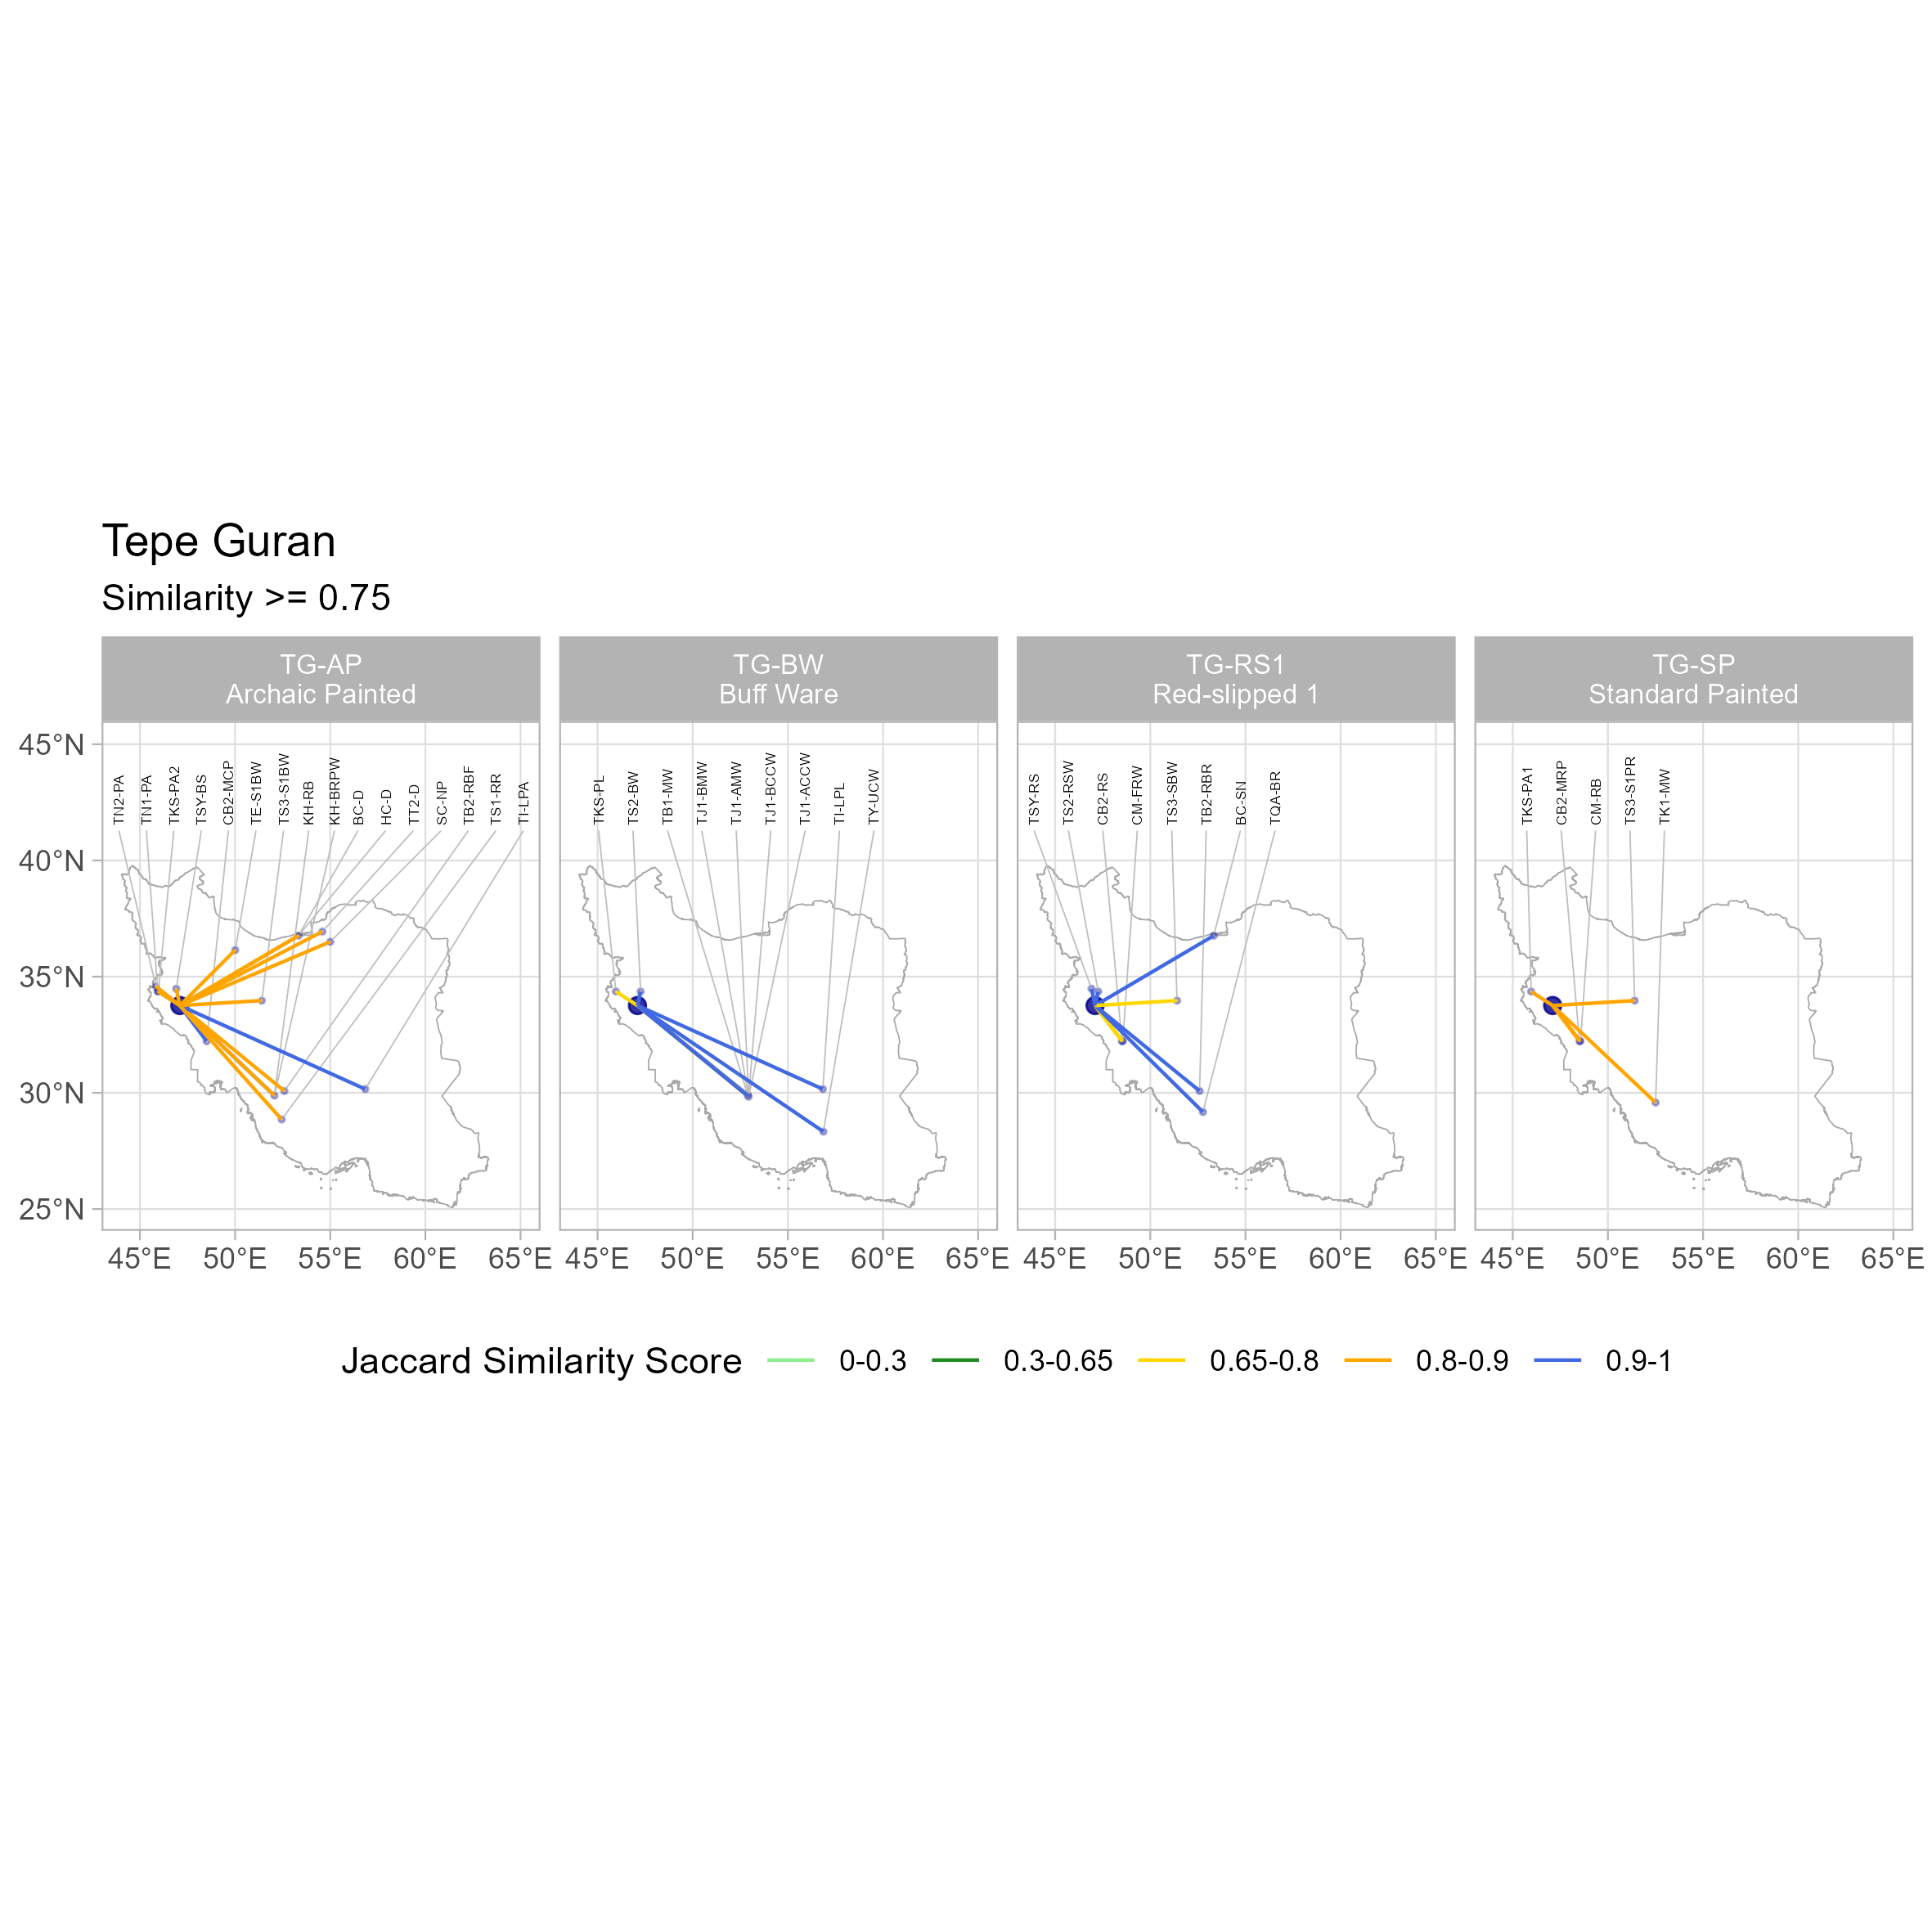 Tepe Guran
Similarity >= 0.75
TG-AP
Archaic Painted
TG-BW
Buff Ware
TG-RS1
Red-slipped 1
TG-SP
Standard Painted
45°N
40°N
35°N
30°N
25°N
TN2-PA
TN1-PA
TKS-PA2
TSY-BS
CB2-MCP
TE-S1BW
TS3-S1BW
KH-RB
KH-BRPW
BC-D
HC-D
TT2-D
SC-NP
TB2-RBF
TS1-RR
TI-LPA
TKS-PL
TS2-BW
TB1-MW
TJ1-BMW
TJ1-AMW
TJ1-BCCW
TJ1-ACCW
TI-LPL
TY-UCW
TSY-RS
TS2-RSW
CB2-RS
CM-FRW
TS3-SBW
TB2-RBR
BC-SN
TQA-BR
TKS-PA1
CB2-MRP
CM-RB
TS3-S1PR
TK1-MW
45°E 50°E 55°E 60°E 65°E 45°E 50°E 55°E 60°E 65°E 45°E 50°E 55°E 60°E 65°E 45°E 50°E 55°E 60°E 65°E
Jaccard Similarity Score 0-0.3 0.3-0.65 0.65-0.8 0.8-0.9 0.9-1